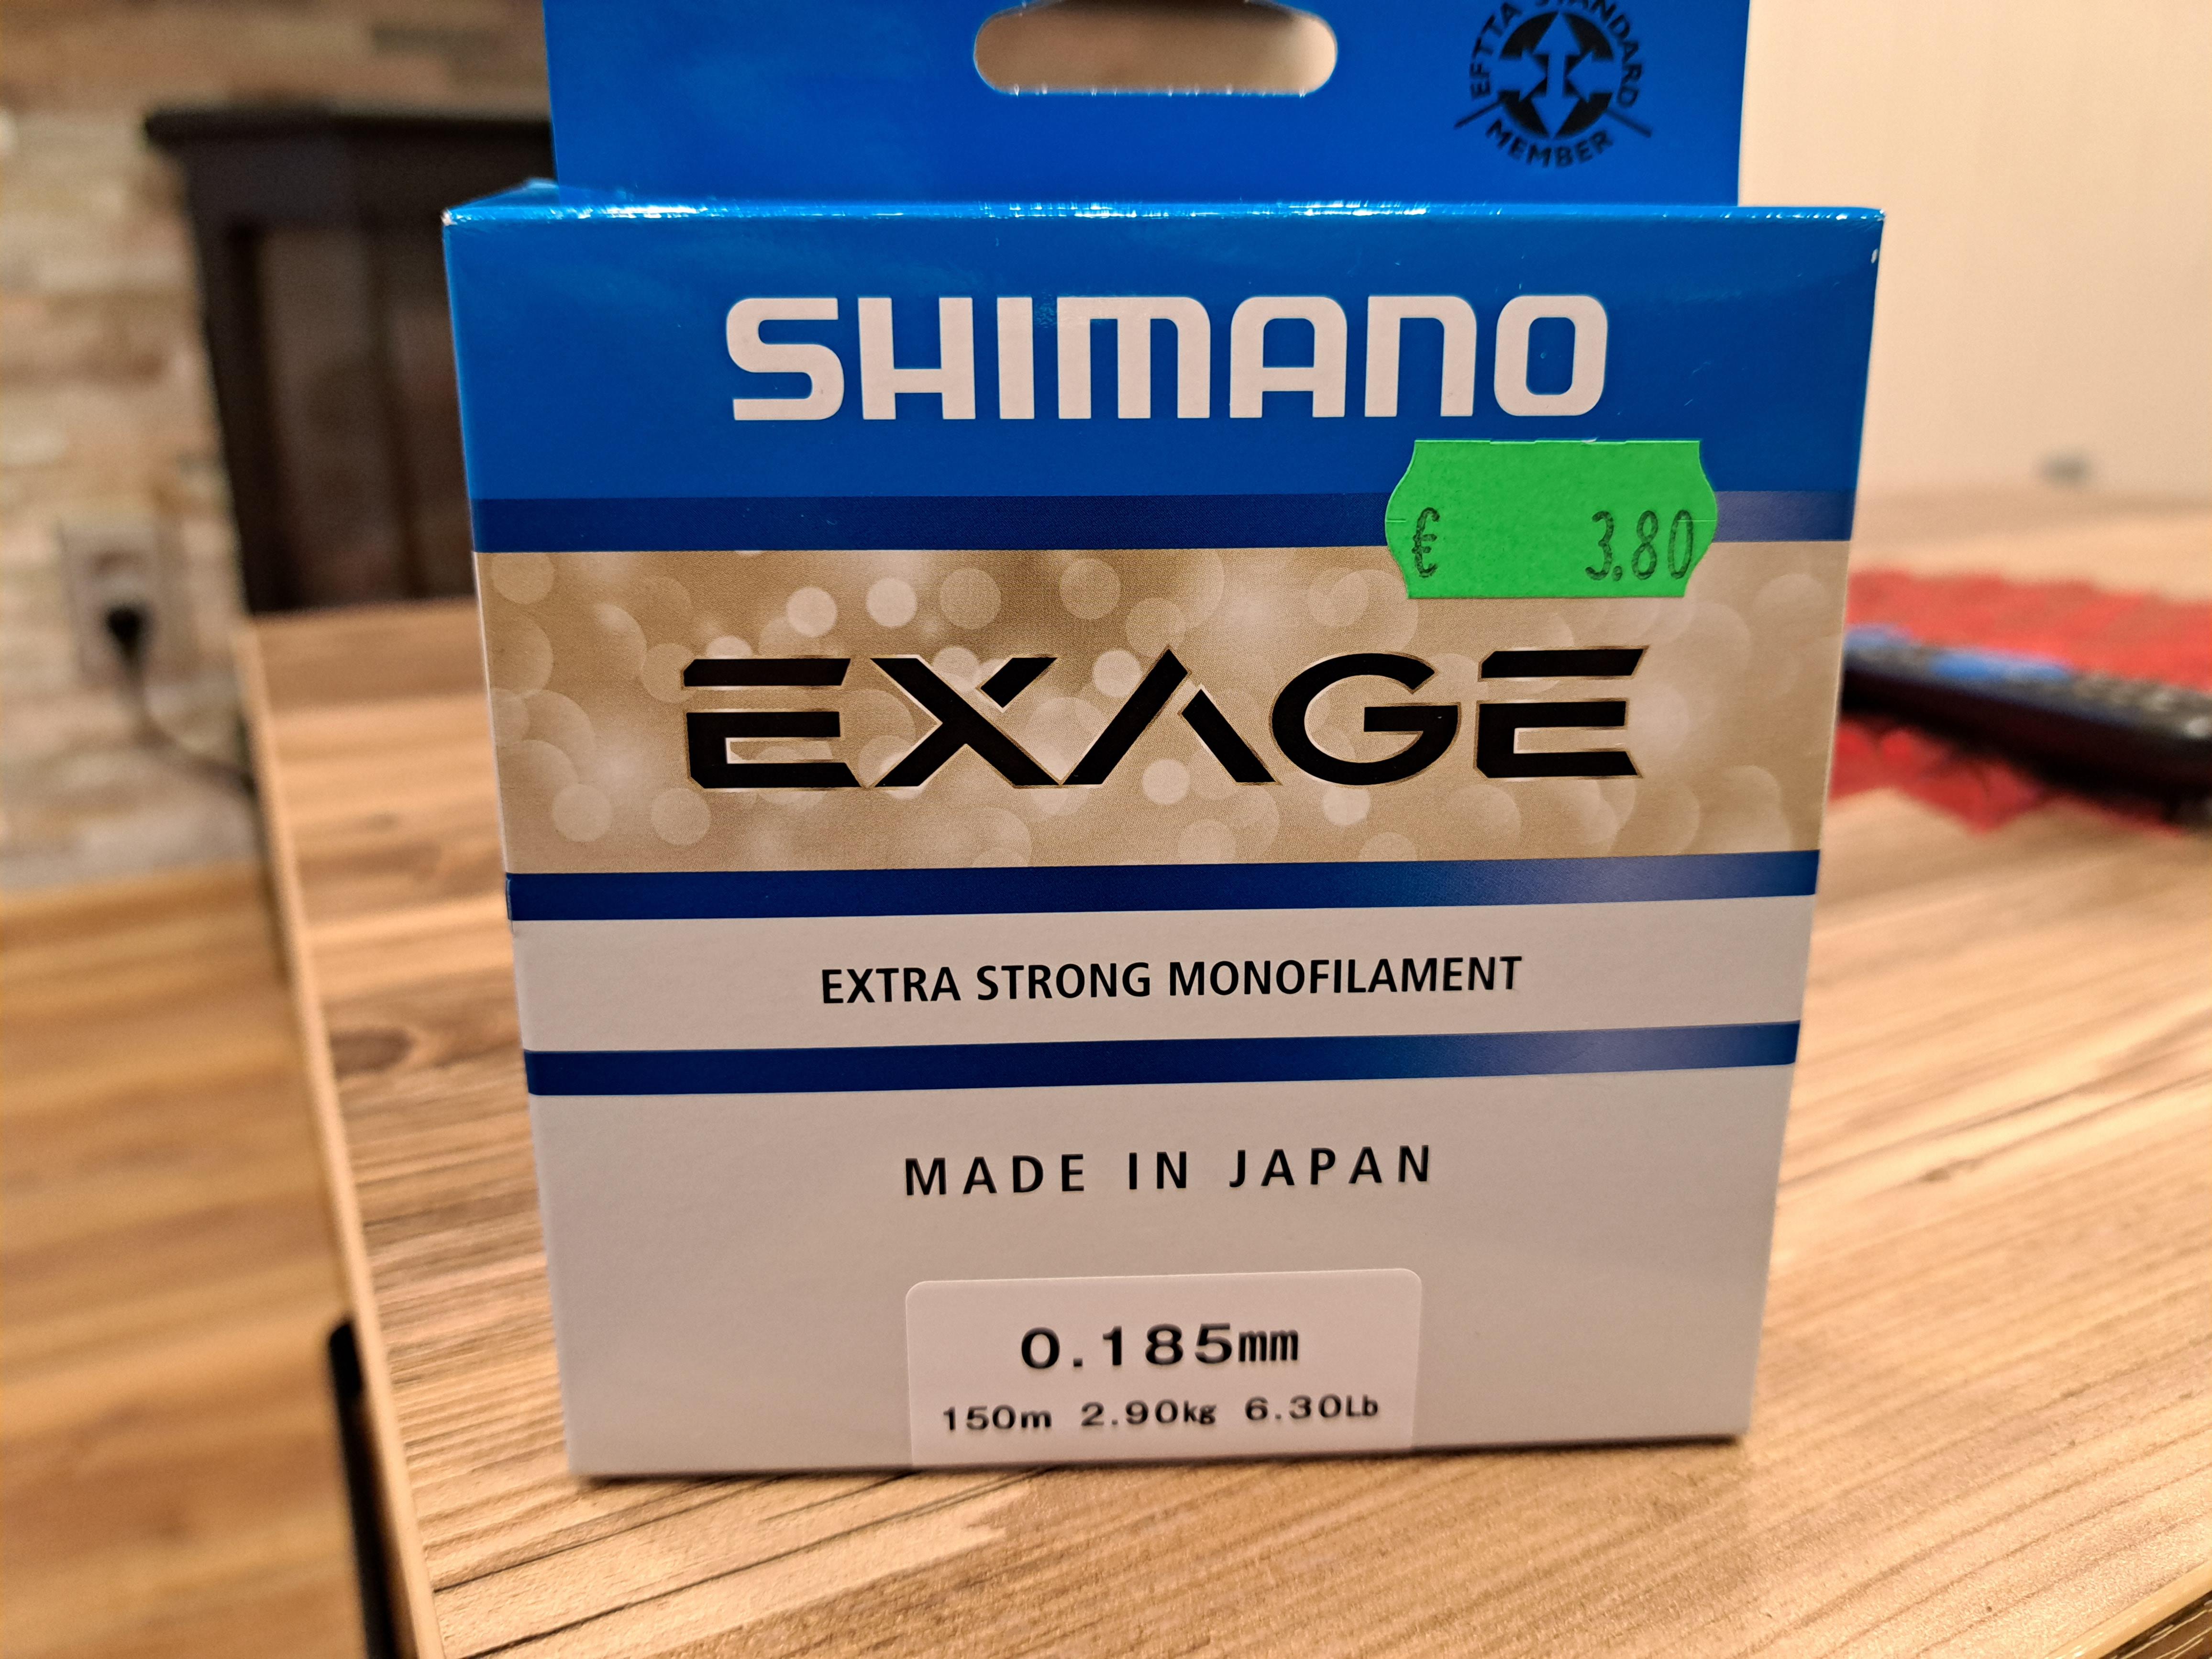 EFTTA STANDARD
MEMBER
SHIMANO
€ 3,80
EXAGE
EXTRA STRONG MONOFILAMENT
MADE IN JAPAN
0.185mm
150m 2.90kg 6.30Lb